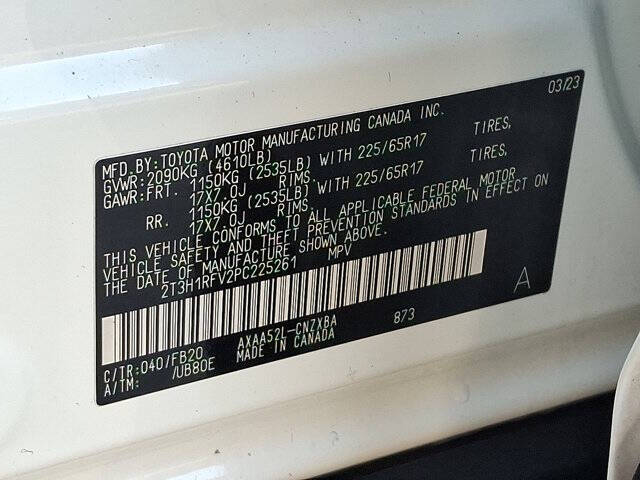 03/23
MFD.BY:TOYOTA MOTOR MANUFACTURING CANADA INC.
GVWR:2090KG (4610LB)
GAWR:FRT. 1150KG (2535LB) WITH 225/65R17 TIRES,
17X7.0J RIMS.
RR. 1150KG (2535LB) WITH 225/65R17 TIRES,
17X7.0J RIMS.
THIS VEHICLE CONFORMS TO ALL APPLICABLE FEDERAL MOTOR
VEHICLE SAFETY AND THEFT PREVENTION STANDARDS IN EFFECT ON
THE DATE OF MANUFACTURE SHOWN ABOVE.
2T3H1RFV2PC225261 MPV
A
C/TR:040/FB20 AXAA52L-CNZXBA 873
A/TM: /UB80E MADE IN CANADA